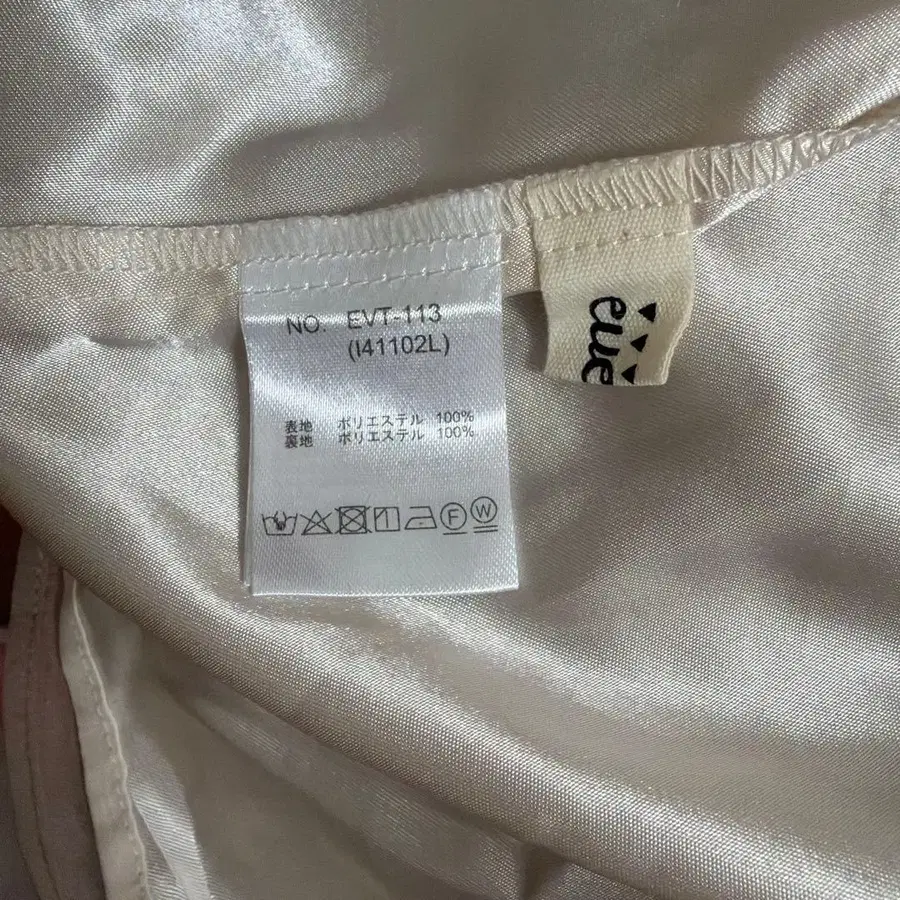 NO. EVT-113
(I41102L)
表地 ポリエステル 100%
裏地 ポリエステル 100%
F W